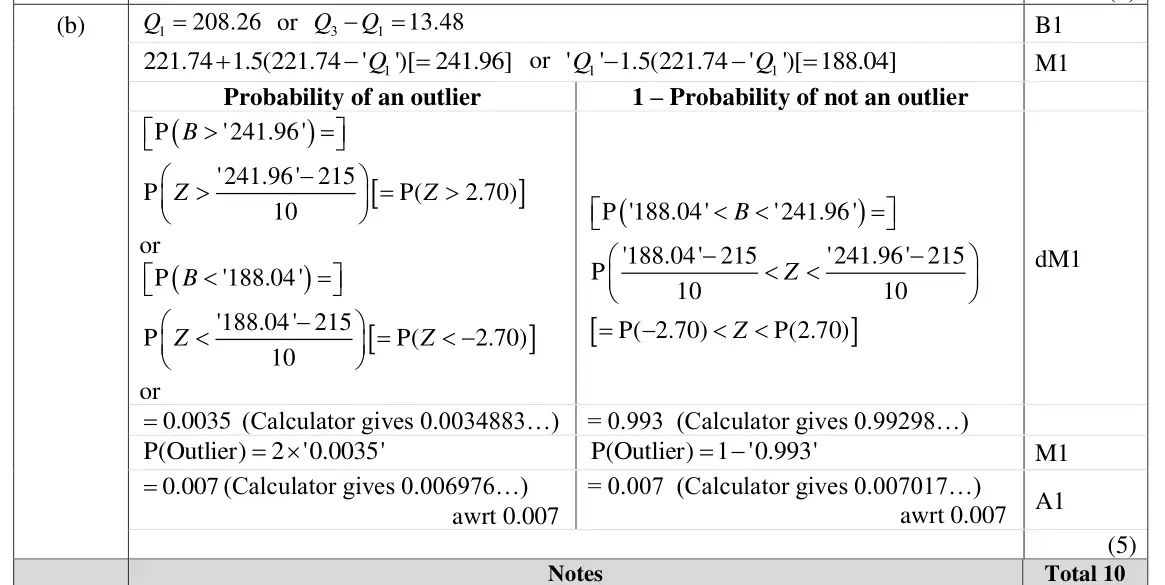 (b) Q₁ = 208.26 or Q₃ − Q₁ = 13.48 B1
221.74 + 1.5(221.74 − 'Q₁')[= 241.96] or 'Q₁' − 1.5(221.74 − 'Q₁')[= 188.04] M1
Probability of an outlier 1 – Probability of not an outlier
[P(B > '241.96') =]
P(Z > ('241.96' − 215)/10) [= P(Z > 2.70)]
or
[P(B < '188.04') =]
P(Z < ('188.04' − 215)/10) [= P(Z < −2.70)]
or
[P('188.04' < B < '241.96') =]
P(('188.04' − 215)/10 < Z < ('241.96' − 215)/10)
[= P(−2.70) < Z < P(2.70)]
dM1
= 0.0035 (Calculator gives 0.0034883…) = 0.993 (Calculator gives 0.99298…)
P(Outlier) = 2 × '0.0035' P(Outlier) = 1 − '0.993' M1
= 0.007 (Calculator gives 0.006976…) = 0.007 (Calculator gives 0.007017…) A1
awrt 0.007 awrt 0.007
(5)
Notes Total 10